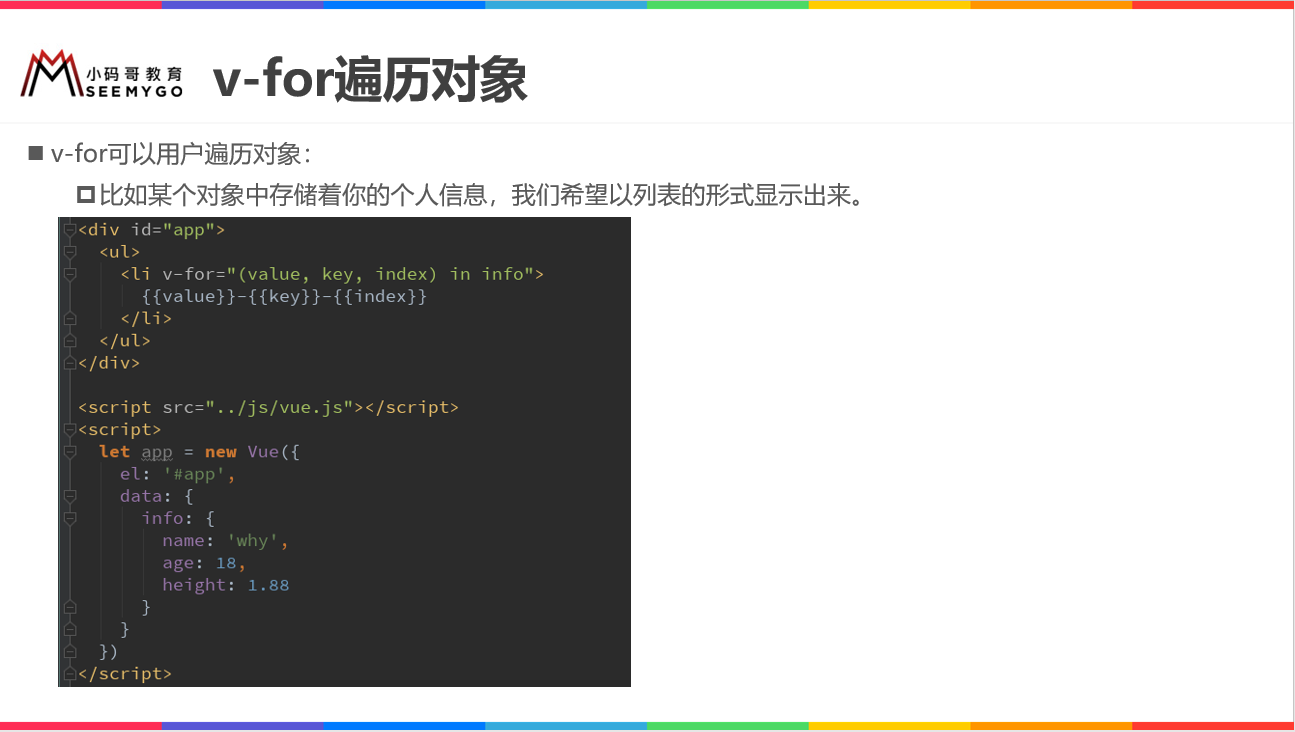 小码哥教育
SEEMYGO
v-for遍历对象
v-for可以用户遍历对象：
比如某个对象中存储着你的个人信息，我们希望以列表的形式显示出来。
<div id="app">
  <ul>
    <li v-for="(value, key, index) in info">
      {{value}}-{{key}}-{{index}}
    </li>
  </ul>
</div>

<script src="../js/vue.js"></script>
<script>
  let app = new Vue({
    el: '#app',
    data: {
      info: {
        name: 'why',
        age: 18,
        height: 1.88
      }
    }
  })
</script>